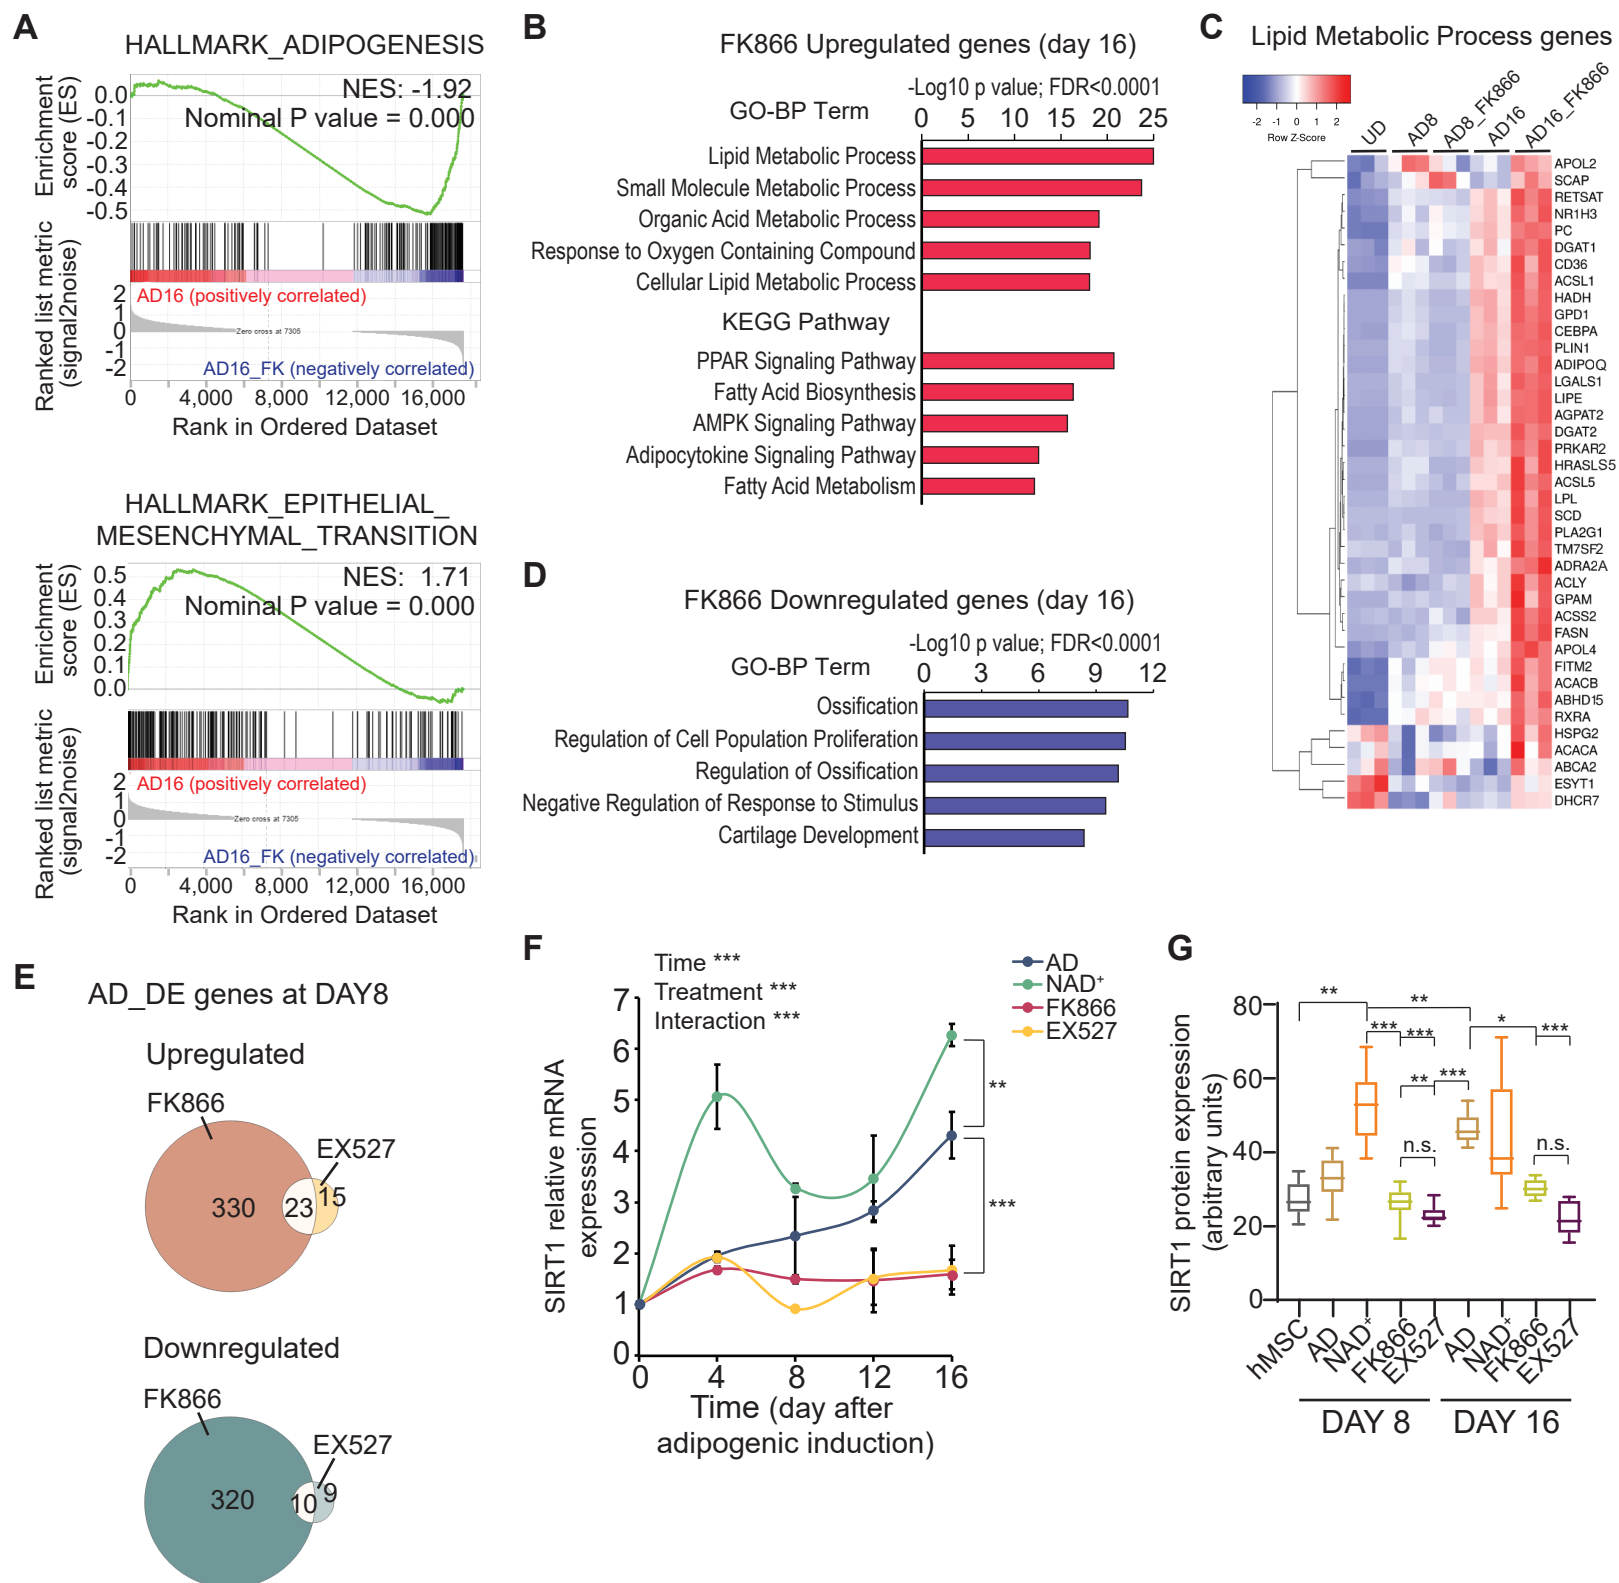 A
HALLMARK_ADIPOGENESIS
NES: -1.92
Nominal P value = 0.000
Enrichment
score (ES)
0.0
-0.1
-0.2
-0.3
-0.4
-0.5
Ranked list metric
(signal2noise)
2
1
0
-1
-2
AD16 (positively correlated)
Zero cross at 7305
AD16_FK (negatively correlated)
0 4,000 8,000 12,000 16,000
Rank in Ordered Dataset
HALLMARK_EPITHELIAL_
MESENCHYMAL_TRANSITION
NES: 1.71
Nominal P value = 0.000
Enrichment
score (ES)
0.5
0.4
0.3
0.2
0.1
0.0
Ranked list metric
(signal2noise)
2
1
0
-1
-2
AD16 (positively correlated)
Zero cross at 7305
AD16_FK (negatively correlated)
0 4,000 8,000 12,000 16,000
Rank in Ordered Dataset
B
FK866 Upregulated genes (day 16)
-Log10 p value; FDR<0.0001
GO-BP Term
0 5 10 15 20 25
Lipid Metabolic Process
Small Molecule Metabolic Process
Organic Acid Metabolic Process
Response to Oxygen Containing Compound
Cellular Lipid Metabolic Process
KEGG Pathway
PPAR Signaling Pathway
Fatty Acid Biosynthesis
AMPK Signaling Pathway
Adipocytokine Signaling Pathway
Fatty Acid Metabolism
C
Lipid Metabolic Process genes
-2 -1 0 1 2
Row Z-Score
UD
AD8
AD8_FK866
AD16
AD16_FK866
APOL2
SCAP
RETSAT
NR1H3
PC
DGAT1
CD36
ACSL1
HADH
GPD1
CEBPA
PLIN1
ADIPOQ
LGALS1
LIPE
AGPAT2
DGAT2
PRKAR2
HRASLS5
ACSL5
LPL
SCD
PLA2G1
TM7SF2
ADRA2A
ACLY
GPAM
ACSS2
FASN
APOL4
FITM2
ACACB
ABHD15
RXRA
HSPG2
ACACA
ABCA2
ESYT1
DHCR7
D
FK866 Downregulated genes (day 16)
-Log10 p value; FDR<0.0001
GO-BP Term
0 3 6 9 12
Ossification
Regulation of Cell Population Proliferation
Regulation of Ossification
Negative Regulation of Response to Stimulus
Cartilage Development
E
AD_DE genes at DAY8
Upregulated
FK866
EX527
330
23
15
Downregulated
FK866
EX527
320
10
9
F
Time ***
Treatment ***
Interaction ***
AD
NAD+
FK866
EX527
SIRT1 relative mRNA
expresssion
7
6
5
4
3
2
1
0
**
***
0 4 8 12 16
Time (day after
adipogenic induction)
G
SIRT1 protein expression
(arbitrary units)
80
60
40
20
0
**
**
***
***
*
***
**
***
n.s.
n.s.
hMSC
AD
NAD+
FK866
EX527
AD
NAD+
FK866
EX527
DAY 8
DAY 16